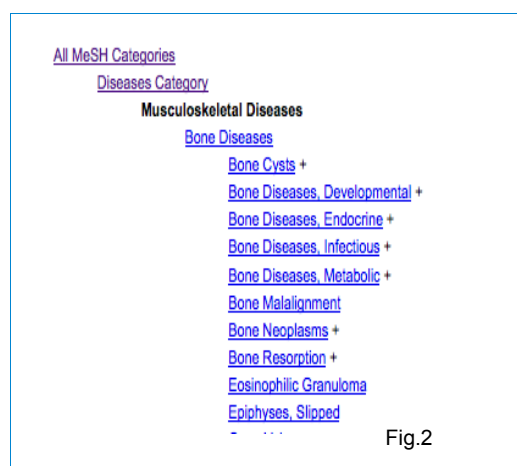 All MeSH Categories
Diseases Category
Musculoskeletal Diseases
Bone Diseases
Bone Cysts +
Bone Diseases, Developmental +
Bone Diseases, Endocrine +
Bone Diseases, Infectious +
Bone Diseases, Metabolic +
Bone Malalignment
Bone Neoplasms +
Bone Resorption +
Eosinophilic Granuloma
Epiphyses, Slipped
Fig.2